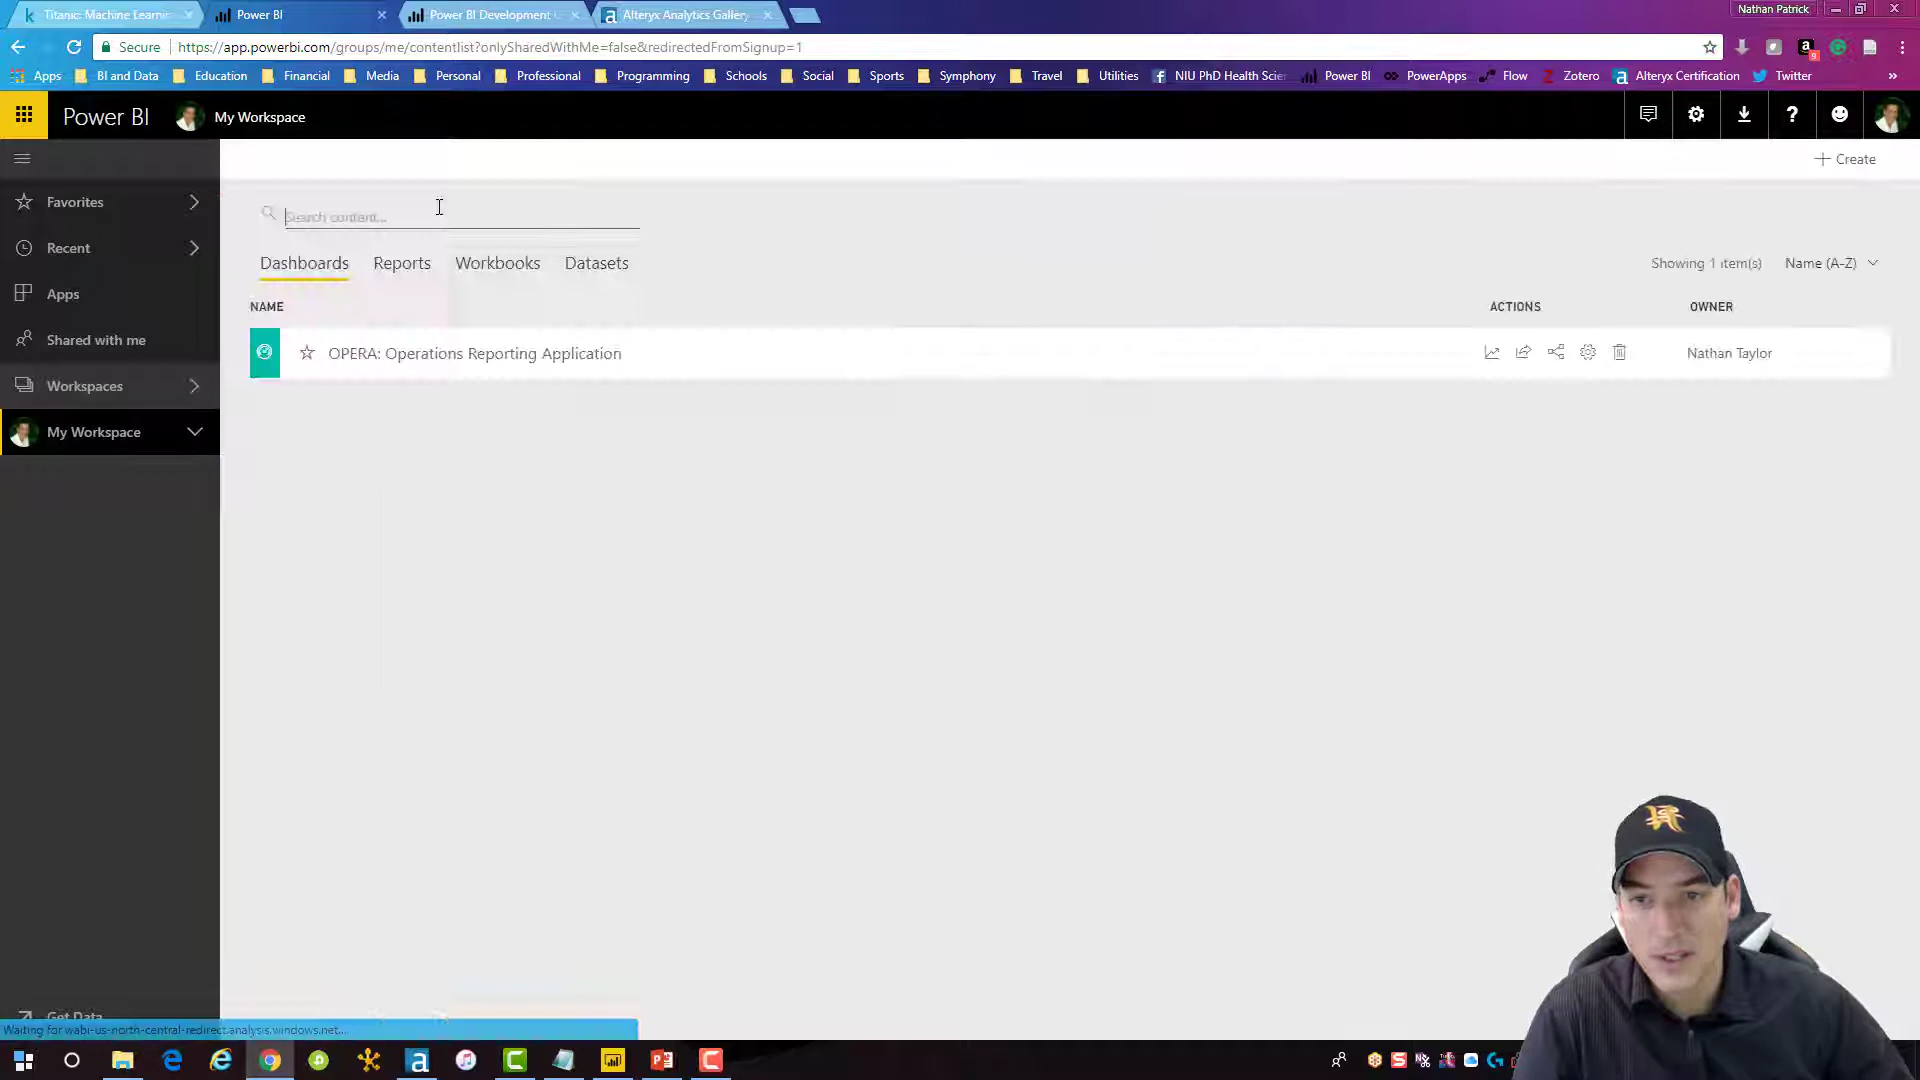 Titanic: Machine Learnin
Power BI
Power BI Development
Alteryx Analytics Gallery
Nathan Patrick
Secure
https://app.powerbi.com/groups/me/contentlist?onlySharedWithMe=false&redirectedFromSignup=1
Apps
BI and Data
Education
Financial
Media
Personal
Professional
Programming
Schools
Social
Sports
Symphony
Travel
Utilities
NIU PhD Health Scien
Power BI
PowerApps
Flow
Zotero
Alteryx Certification
Twitter
»
Power BI
My Workspace
Create
Favorites
Recent
Apps
Shared with me
Workspaces
My Workspace
Get Data
Search content...
Dashboards
Reports
Workbooks
Datasets
Showing 1 item(s)
Name (A-Z)
NAME
ACTIONS
OWNER
OPERA: Operations Reporting Application
Nathan Taylor
Waiting for wabi-us-north-central-redirect.analysis.windows.net...